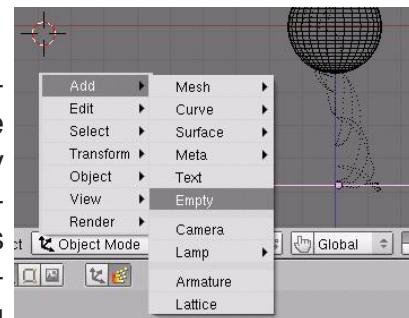 Add
Edit
Select
Transform
Object
View
Render
Mesh
Curve
Surface
Meta
Text
Empty
Camera
Lamp
Armature
Lattice
Object Mode
Global